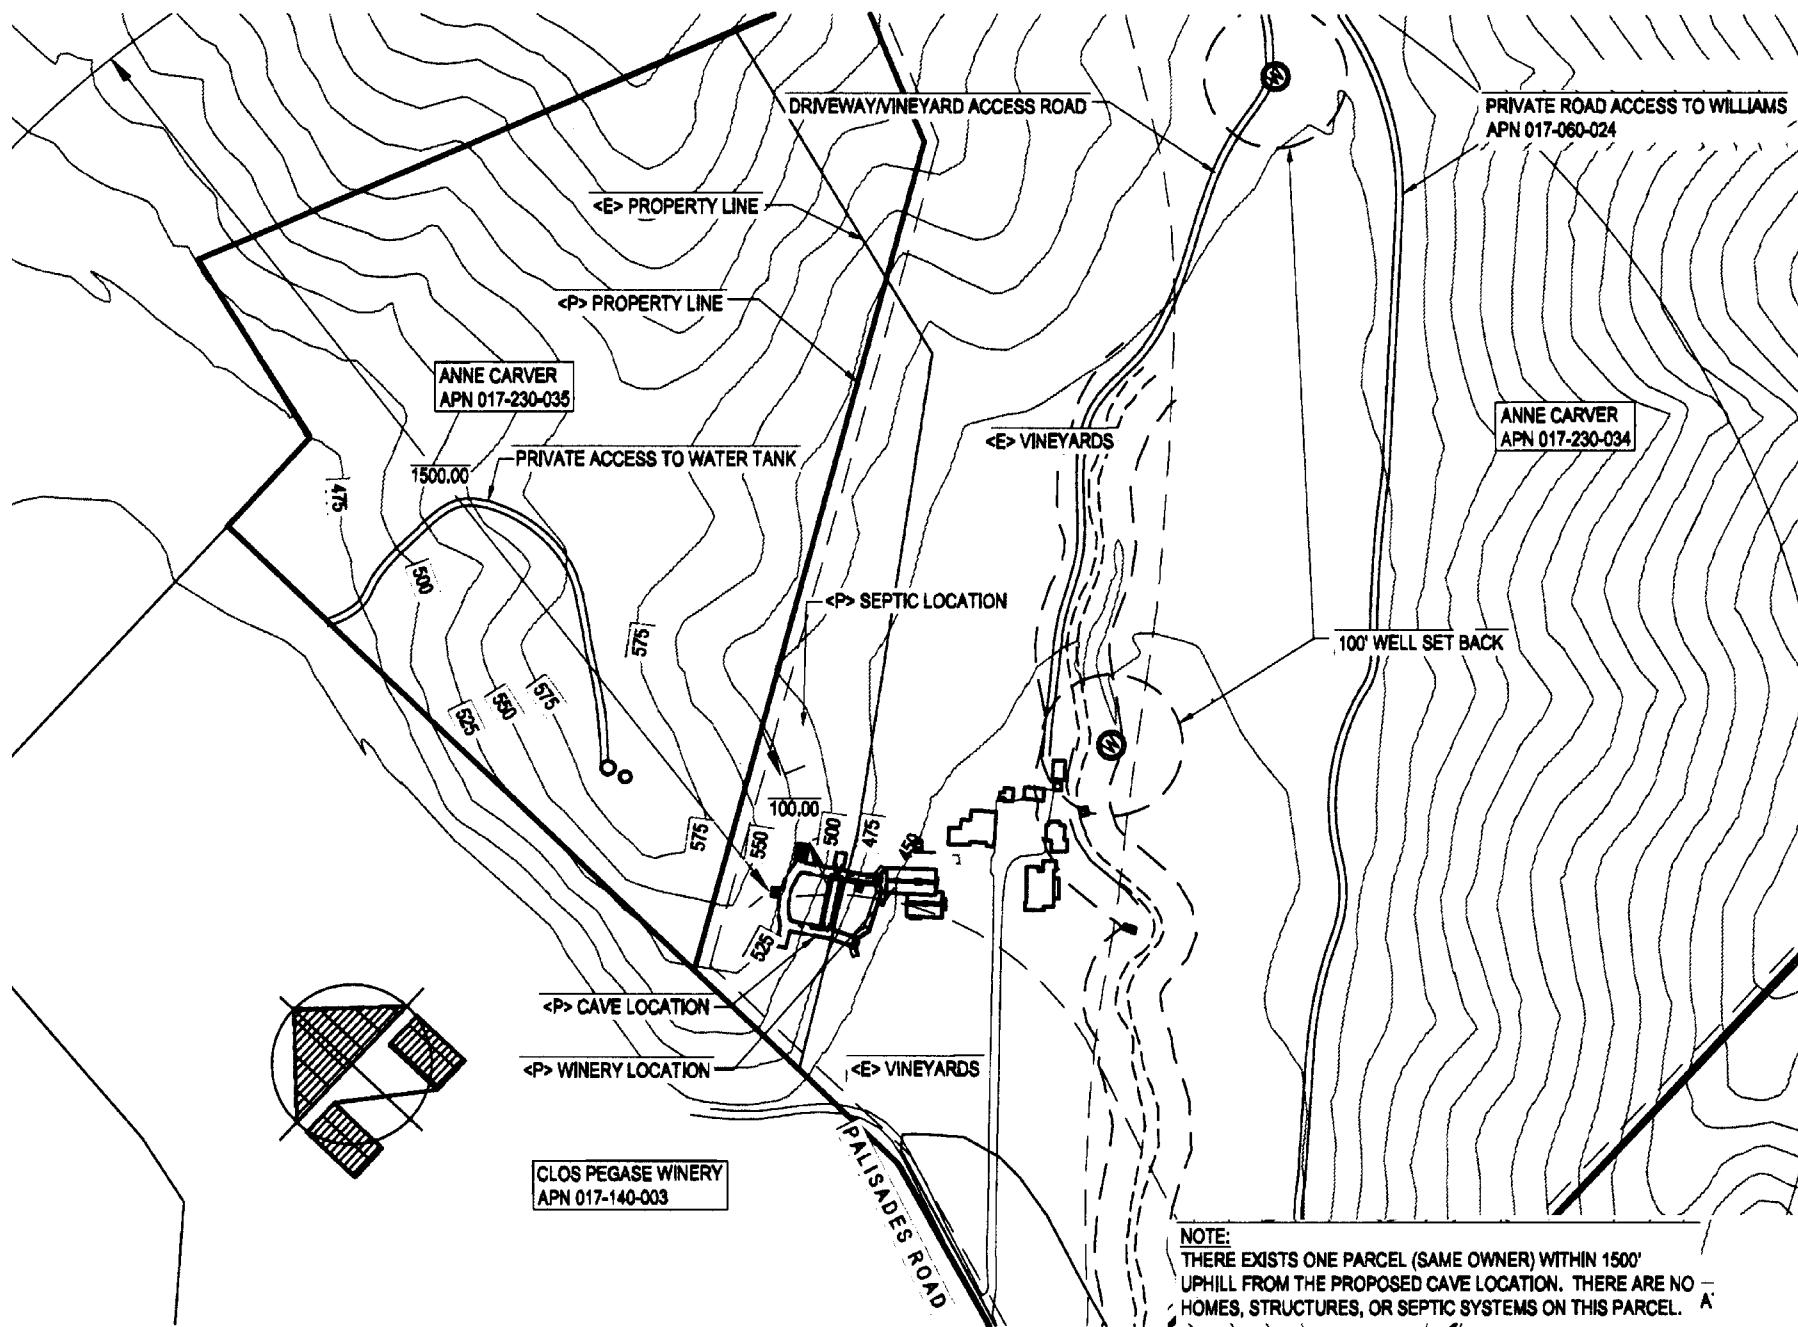 DRIVEWAY/VINEYARD ACCESS ROAD
PRIVATE ROAD ACCESS TO WILLIAMS
APN 017-060-024
<E> PROPERTY LINE
<P> PROPERTY LINE
ANNE CARVER
APN 017-230-035
ANNE CARVER
APN 017-230-034
<E> VINEYARDS
PRIVATE ACCESS TO WATER TANK
1500.00
475
500
<P> SEPTIC LOCATION
575
100' WELL SET BACK
575
550
525
W
W
100.00
575
550
500
475
450
525
<P> CAVE LOCATION
<P> WINERY LOCATION
<E> VINEYARDS
PALISADES ROAD
CLOS PEGASE WINERY
APN 017-140-003
NOTE:
THERE EXISTS ONE PARCEL (SAME OWNER) WITHIN 1500'
UPHILL FROM THE PROPOSED CAVE LOCATION. THERE ARE NO
HOMES, STRUCTURES, OR SEPTIC SYSTEMS ON THIS PARCEL.